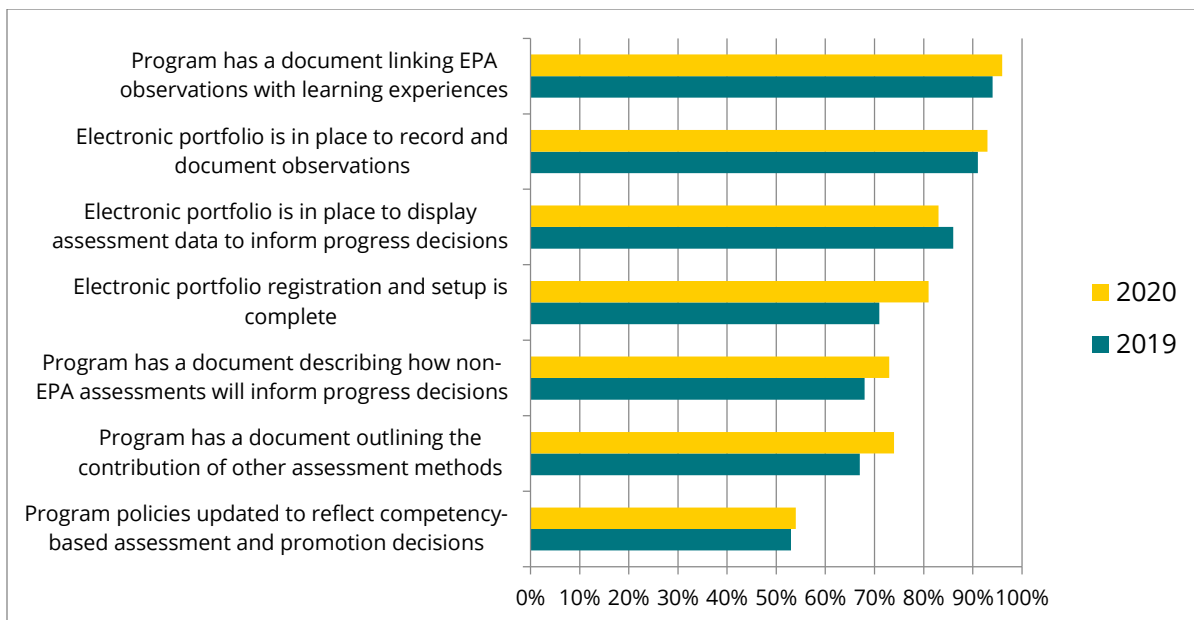 Program has a document linking EPA
observations with learning experiences
Electronic portfolio is in place to record and
document observations
Electronic portfolio is in place to display
assessment data to inform progress decisions
Electronic portfolio registration and setup is
complete
Program has a document describing how non-
EPA assessments will inform progress decisions
Program has a document outlining the
contribution of other assessment methods
Program policies updated to reflect competency-
based assessment and promotion decisions
0% 10% 20% 30% 40% 50% 60% 70% 80% 90% 100%
2020
2019